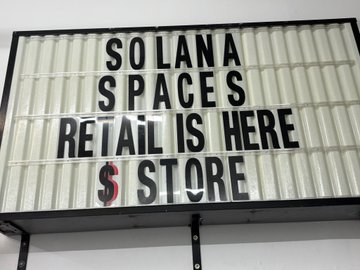 SOLANA
SPACES
RETAIL IS HERE
$ STORE